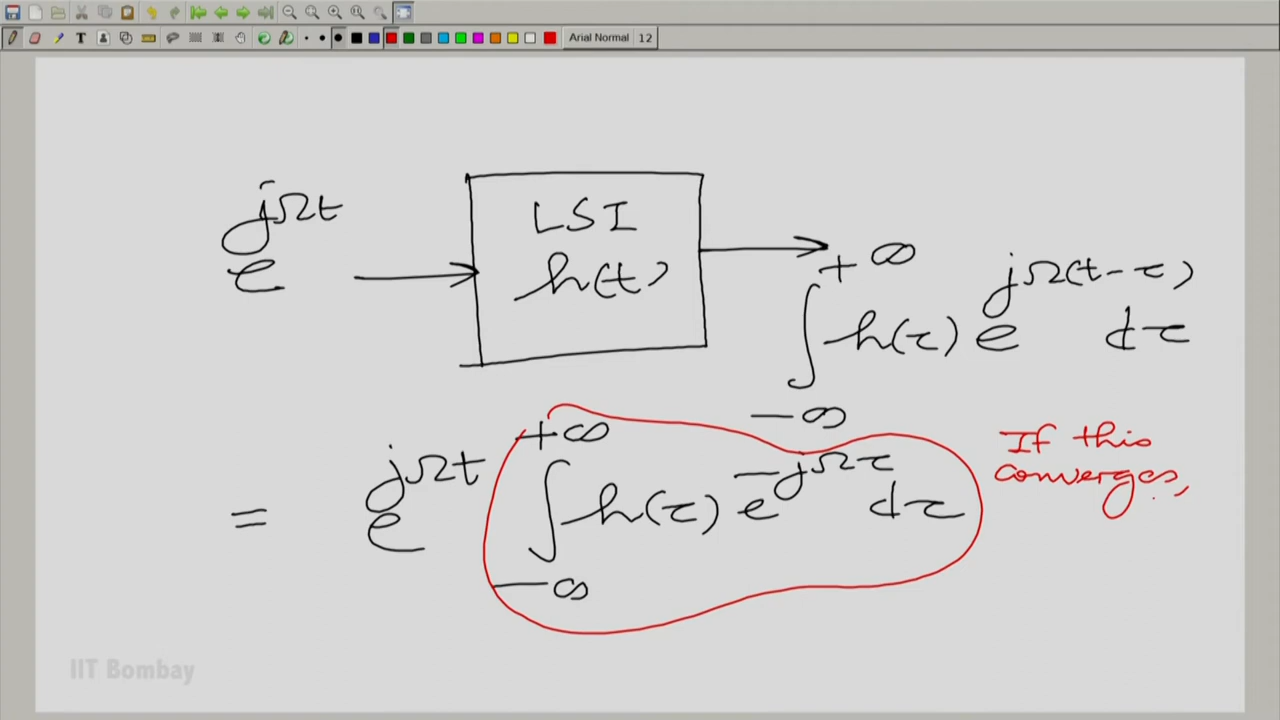 Arial Normal 12
e^{jΩt}
LSI
h(t)
∫_{-∞}^{+∞} h(τ) e^{jΩ(t-τ)} dτ
= e^{jΩt} ∫_{-∞}^{+∞} h(τ) e^{-jΩτ} dτ
If this
converges,
IIT Bombay